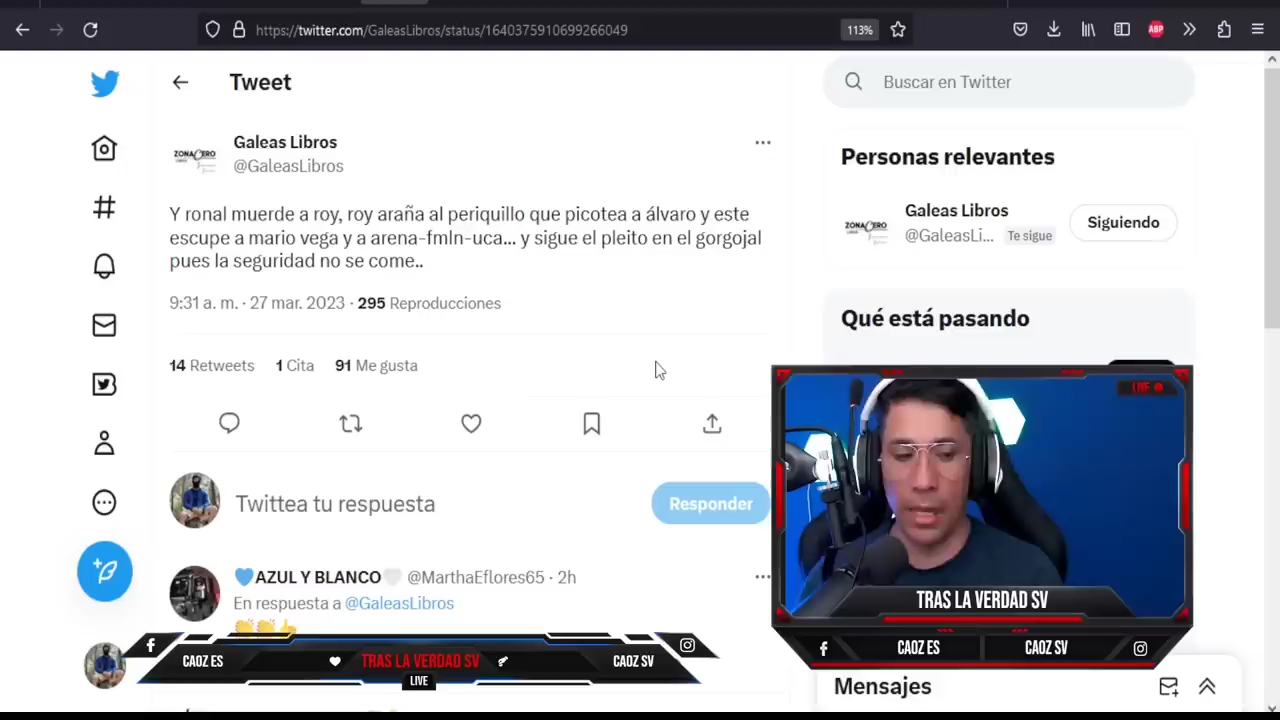 https://twitter.com/GaleasLibros/status/1640375910699266049
113%
ABP
Tweet
Buscar en Twitter
ZONACERO
Galeas Libros
@GaleasLibros
Y ronal muerde a roy, roy araña al periquillo que picotea a álvaro y este
escupe a mario vega y a arena-fmln-uca... y sigue el pleito en el gorgojal
pues la seguridad no se come..
9:31 a. m. · 27 mar. 2023 · 295 Reproducciones
14 Retweets 1 Cita 91 Me gusta
Twittea tu respuesta
Responder
AZUL Y BLANCO @MarthaEflores65 · 2h
En respuesta a @GaleasLibros
Personas relevantes
ZONACERO
Galeas Libros
@GaleasLi... Te sigue
Siguiendo
Qué está pasando
LIVE
TRAS LA VERDAD SV
CAOZ ES
CAOZ SV
CAOZ ES
TRAS LA VERDAD SV
CAOZ SV
LIVE
Mensajes